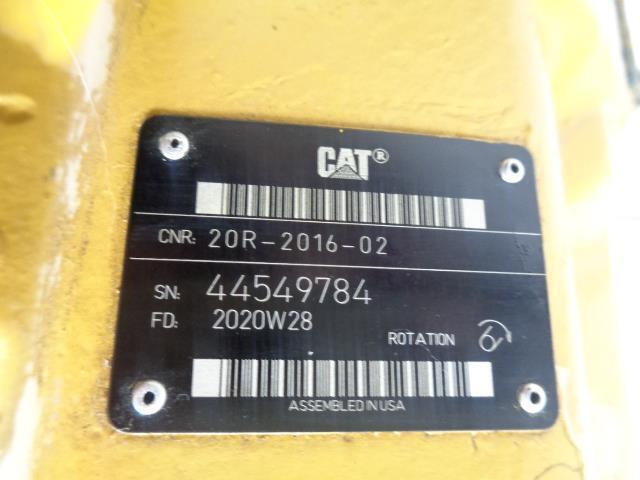 CAT®
CNR: 20R-2016-02
SN: 44549784
FD: 2020W28
ROTATION
ASSEMBLED IN USA